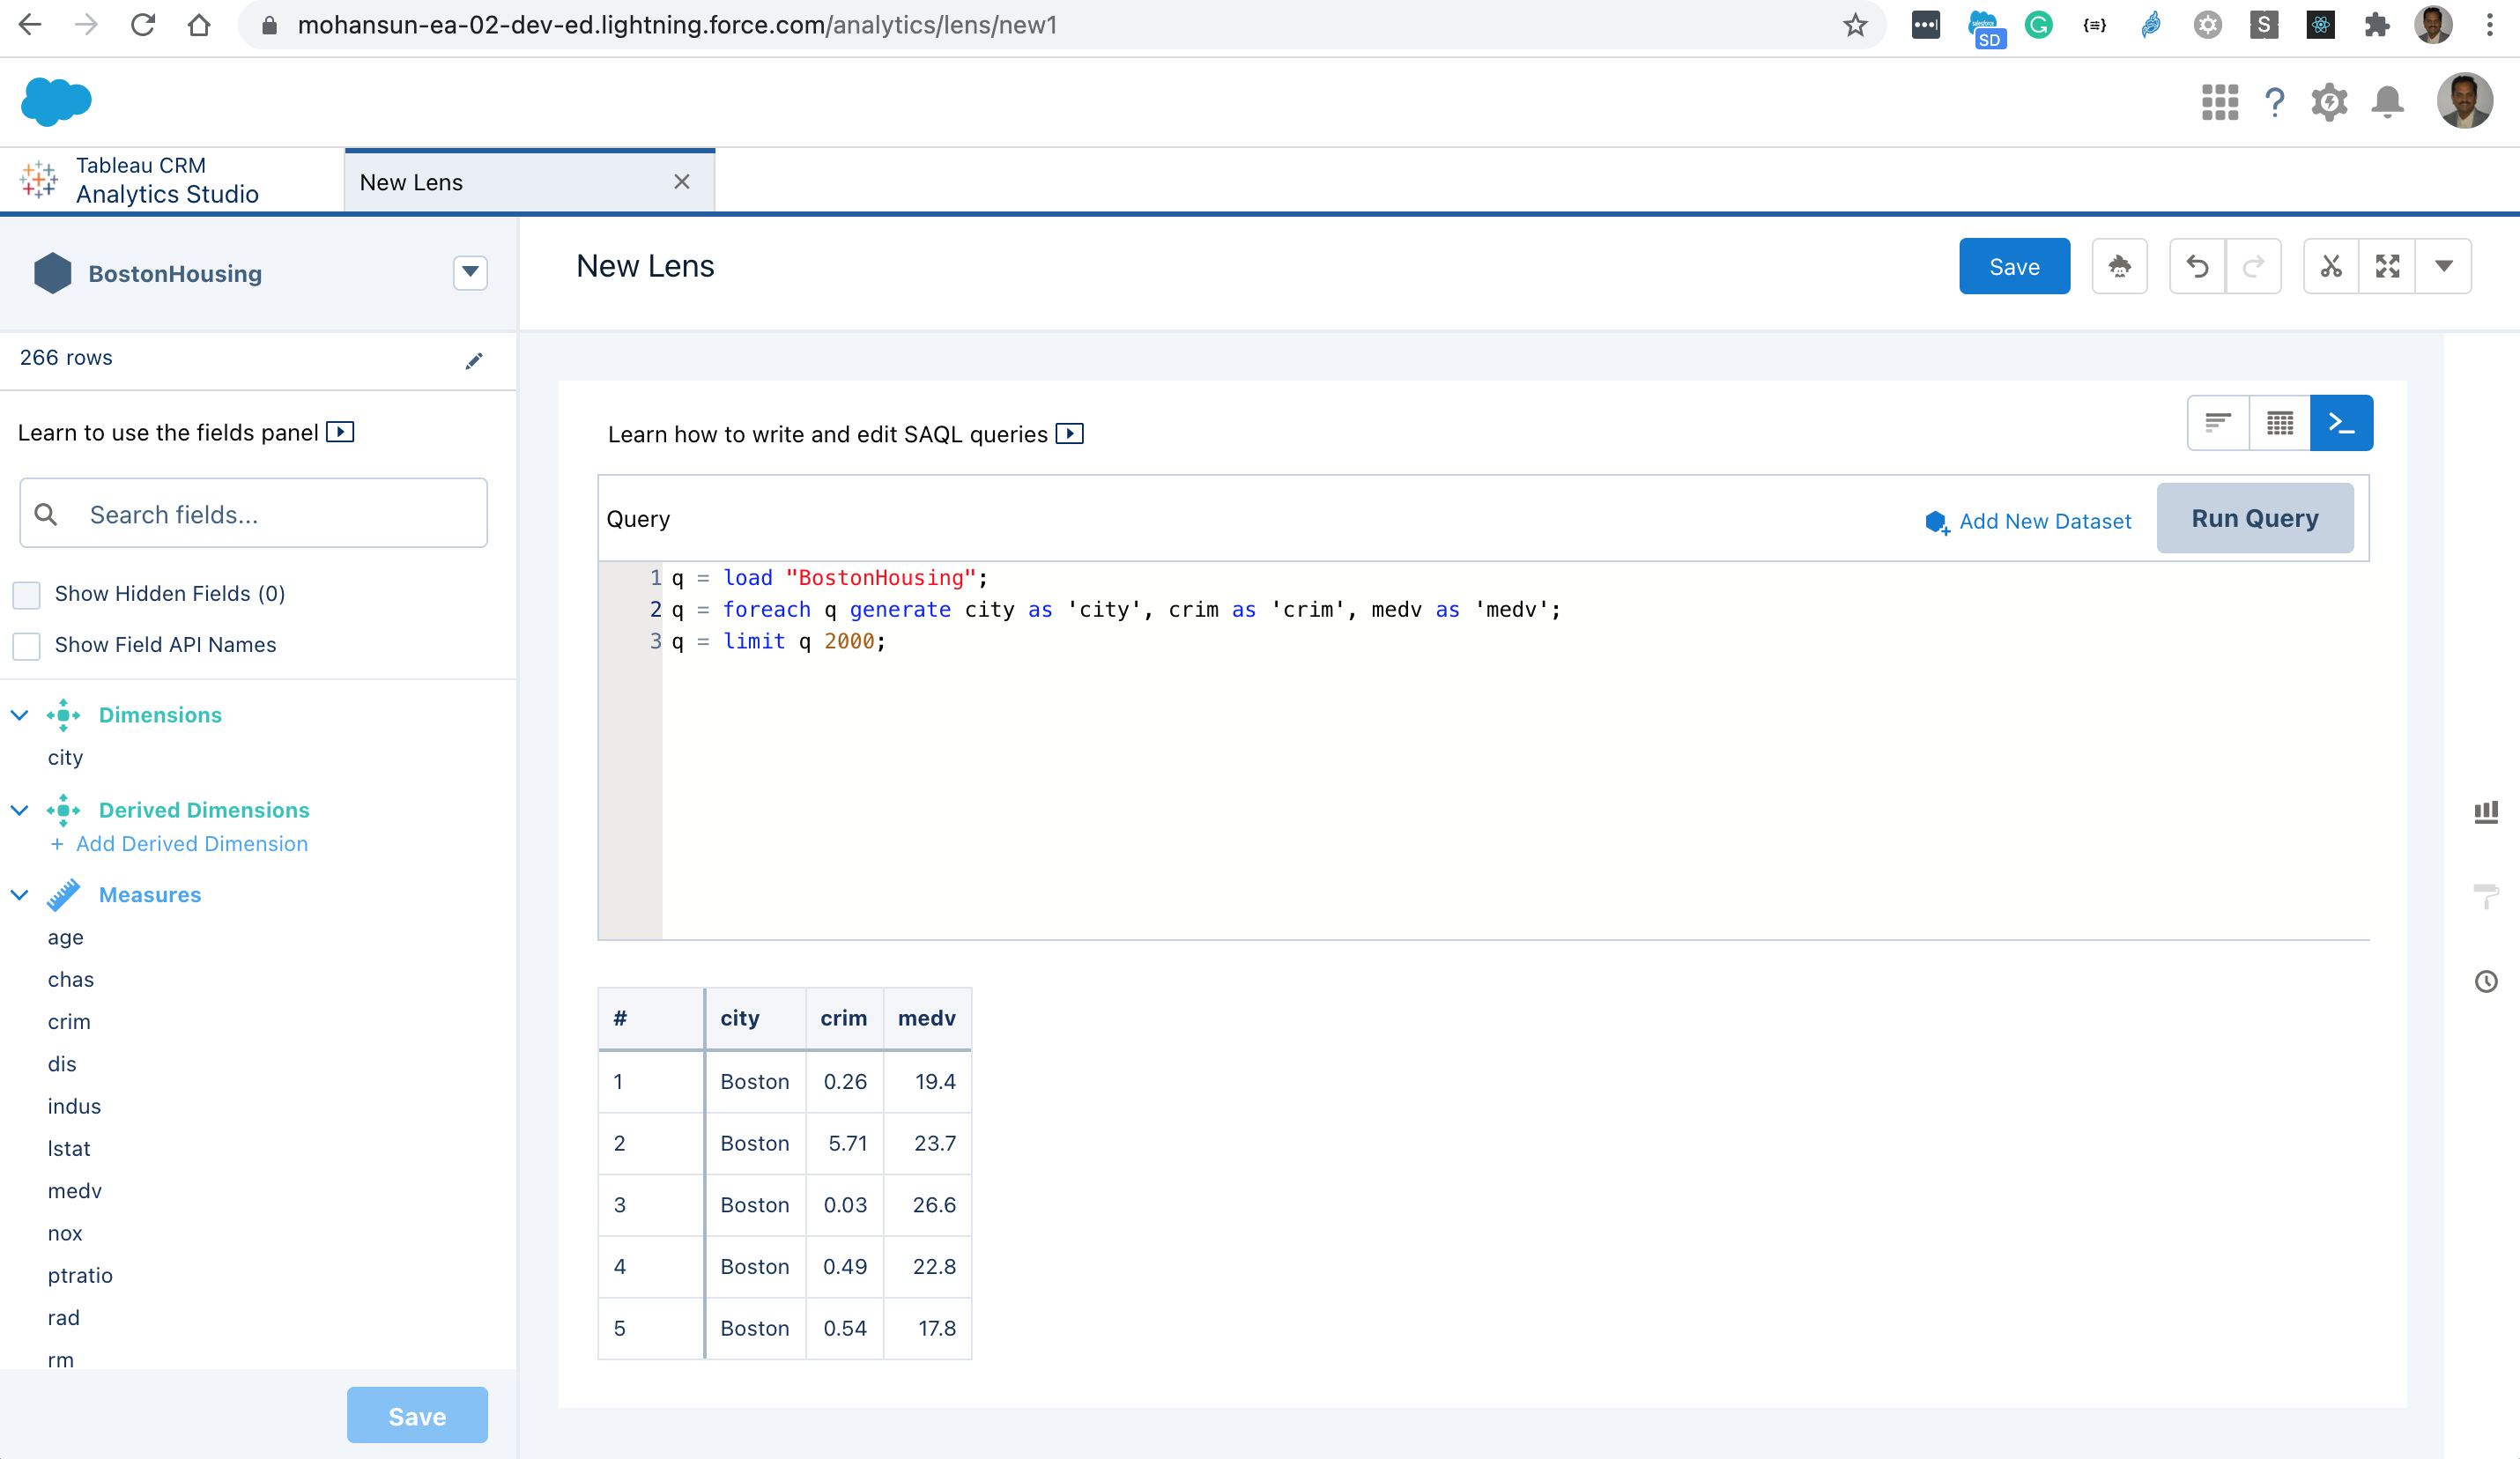 mohansun-ea-02-dev-ed.lightning.force.com/analytics/lens/new1
SD
S
Tableau CRM
Analytics Studio
New Lens
BostonHousing
New Lens
Save
266 rows
Learn to use the fields panel
Learn how to write and edit SAQL queries
Search fields...
Query
Add New Dataset
Run Query
1 q = load "BostonHousing";
2 q = foreach q generate city as 'city', crim as 'crim', medv as 'medv';
3 q = limit q 2000;
Show Hidden Fields (0)
Show Field API Names
Dimensions
city
Derived Dimensions
+ Add Derived Dimension
Measures
age
chas
crim
dis
indus
lstat
medv
nox
ptratio
rad
rm
Save
# city crim medv
1 Boston 0.26 19.4
2 Boston 5.71 23.7
3 Boston 0.03 26.6
4 Boston 0.49 22.8
5 Boston 0.54 17.8